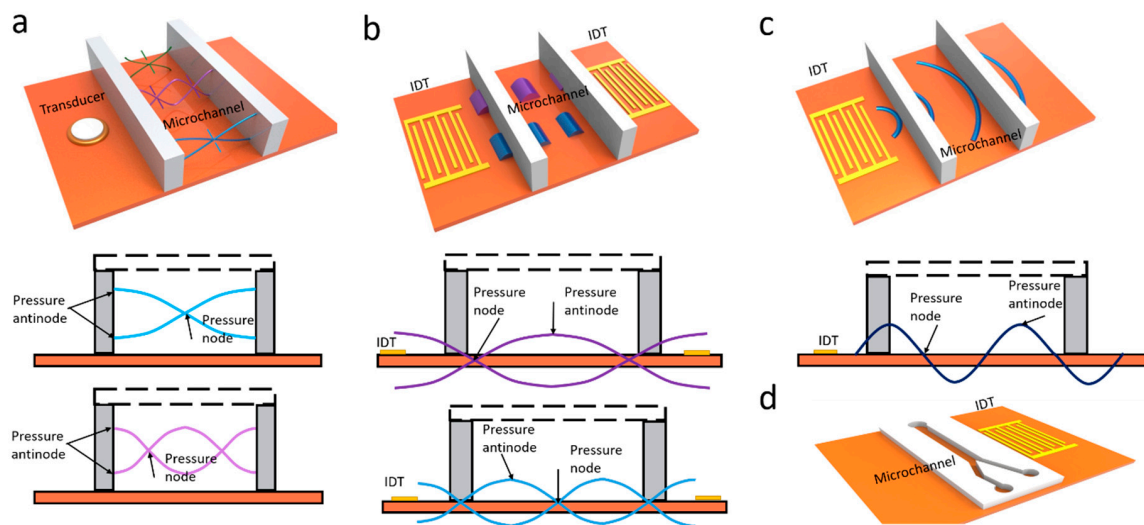 a
Transducer
Microchannel
Pressure
antinode
Pressure
node
Pressure
antinode
Pressure
node
b
IDT
IDT
Microchannel
Pressure
node
Pressure
antinode
IDT
Pressure
antinode
Pressure
node
IDT
c
IDT
Microchannel
Pressure
node
Pressure
antinode
IDT
d
IDT
Microchannel